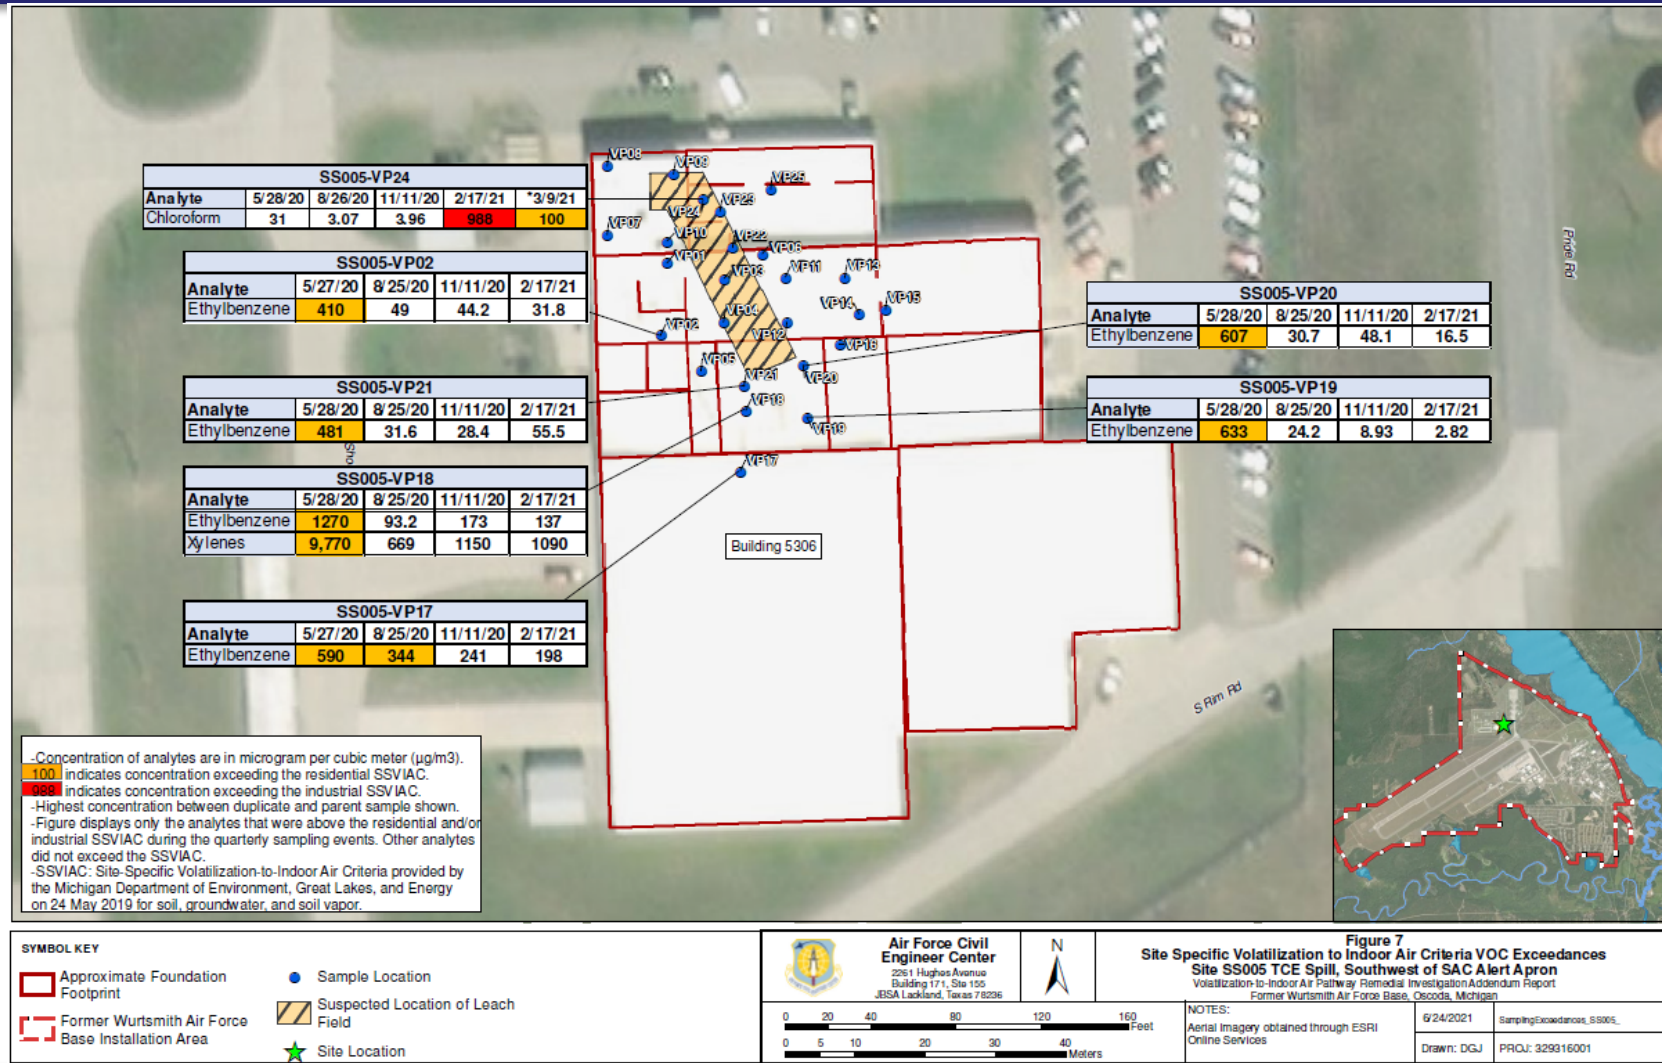 SS005-VP24
Analyte 5/28/20 8/26/20 11/11/20 2/17/21 *3/9/21
Chloroform 31 3.07 3.96 988 100
SS005-VP02
Analyte 5/27/20 8/25/20 11/11/20 2/17/21
Ethylbenzene 410 49 44.2 31.8
SS005-VP21
Analyte 5/28/20 8/25/20 11/11/20 2/17/21
Ethylbenzene 481 31.6 28.4 55.5
Sho
SS005-VP18
Analyte 5/28/20 8/25/20 11/11/20 2/17/21
Ethylbenzene 1270 93.2 173 137
Xylenes 9,770 669 1150 1090
SS005-VP17
Analyte 5/27/20 8/25/20 11/11/20 2/17/21
Ethylbenzene 590 344 241 198
SS005-VP20
Analyte 5/28/20 8/25/20 11/11/20 2/17/21
Ethylbenzene 607 30.7 48.1 16.5
SS005-VP19
Analyte 5/28/20 8/25/20 11/11/20 2/17/21
Ethylbenzene 633 24.2 8.93 2.82
VP08
VP09
VP25
VP24
VP23
VP07
VP10
VP22
VP06
VP01
VP03
VP11
VP13
VP04
VP14
VP15
VP02
VP12
VP16
VP05
VP21
VP20
VP18
VP19
VP17
Building 5306
Pride Rd
S Rim Rd
-Concentration of analytes are in microgram per cubic meter (µg/m3).
100 indicates concentration exceeding the residential SSVIAC.
988 indicates concentration exceeding the industrial SSVIAC.
-Highest concentration between duplicate and parent sample shown.
-Figure displays only the analytes that were above the residential and/or
industrial SSVIAC during the quarterly sampling events. Other analytes
did not exceed the SSVIAC.
-SSVIAC: Site-Specific Volatilization-to-Indoor Air Criteria provided by
the Michigan Department of Environment, Great Lakes, and Energy
on 24 May 2019 for soil, groundwater, and soil vapor.
SYMBOL KEY
Approximate Foundation
Footprint
Former Wurtsmith Air Force
Base Installation Area
Sample Location
Suspected Location of Leach
Field
Site Location
Air Force Civil
Engineer Center
2261 Hughes Avenue
Building 171, Ste 155
JBSA Lackland, Texas 78236
N
0 20 40 80 120 160
Feet
0 5 10 20 30 40
Meters
Figure 7
Site Specific Volatilization to Indoor Air Criteria VOC Exceedances
Site SS005 TCE Spill, Southwest of SAC Alert Apron
Volatilization-to-Indoor Air Pathway Remedial Investigation Addendum Report
Former Wurtsmith Air Force Base, Oscoda, Michigan
NOTES:
Aerial Imagery obtained through ESRI
Online Services
6/24/2021
SamplingExceedances_SS005_
Drawn: DGJ
PROJ: 329316001